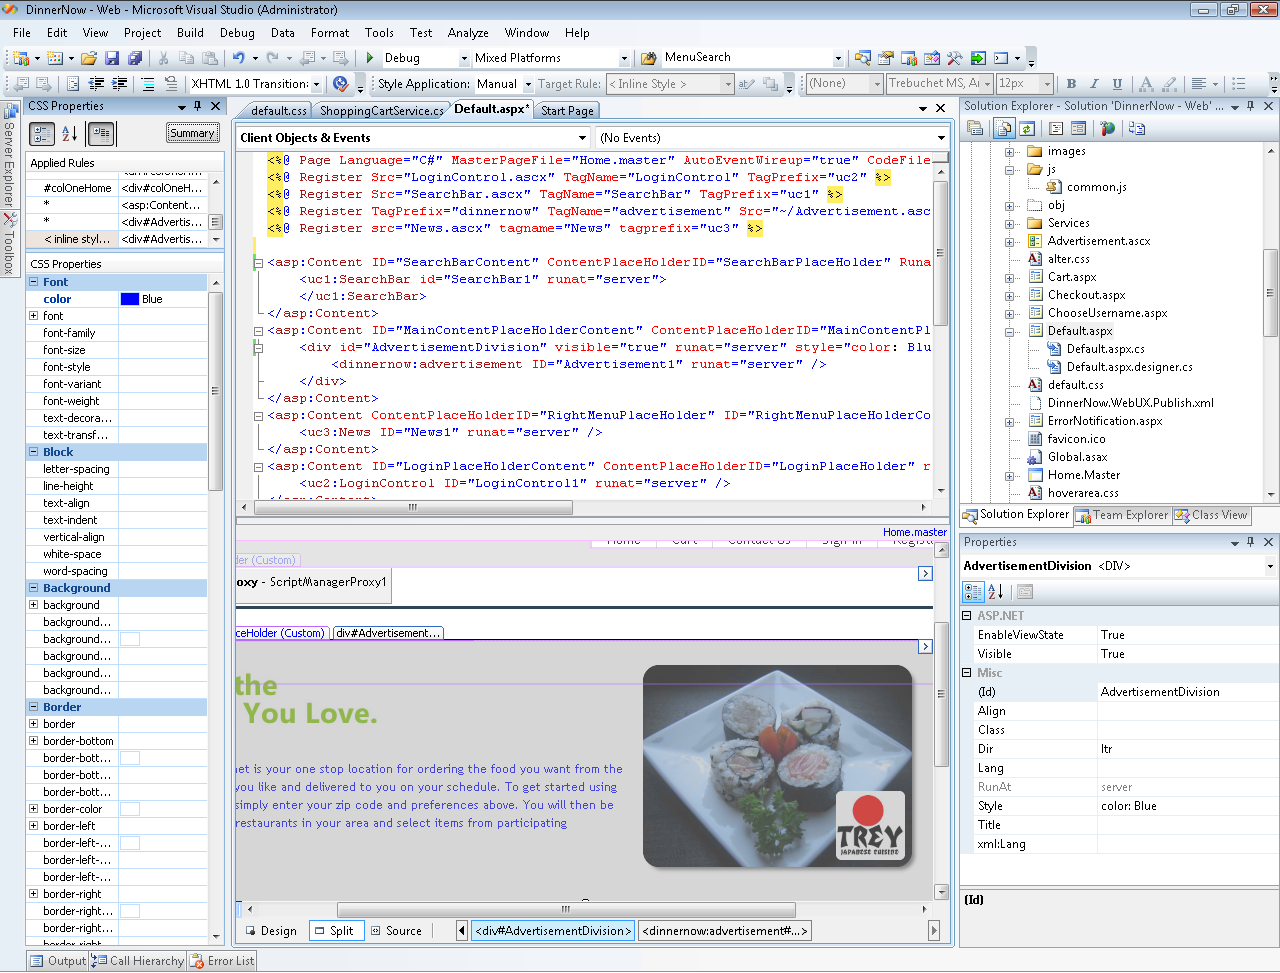 DinnerNow - Web - Microsoft Visual Studio (Administrator)
File Edit View Project Build Debug Data Format Tools Test Analyze Window Help
Debug Mixed Platforms MenuSearch
XHTML 1.0 Transition: Style Application: Manual Target Rule: < Inline Style > (None) Trebuchet MS, A 12px B I U A
Server Explorer
Toolbox
CSS Properties
Summary
Applied Rules
#colOneHome <div#colOneH...
* <asp:Content...
* <div#Advertis...
< inline styl... <div#Advertis...
CSS Properties
Font
color Blue
font
font-family
font-size
font-style
font-variant
font-weight
text-decora...
text-transf...
Block
letter-spacing
line-height
text-align
text-indent
vertical-align
white-space
word-spacing
Background
background
background...
background...
background...
background...
background...
Border
border
border-bottom
border-bott...
border-bott...
border-bott...
border-color
border-left
border-left-...
border-left-...
border-left-...
border-right
border-right...
border-right...
border-right
default.css ShoppingCartService.cs Default.aspx* Start Page
Client Objects & Events (No Events)
<%@ Page Language="C#" MasterPageFile="Home.master" AutoEventWireup="true" CodeFile
<%@ Register Src="LoginControl.ascx" TagName="LoginControl" TagPrefix="uc2" %>
<%@ Register Src="SearchBar.ascx" TagName="SearchBar" TagPrefix="uc1" %>
<%@ Register TagPrefix="dinnernow" TagName="advertisement" Src="~/Advertisement.asc
<%@ Register src="News.ascx" tagname="News" tagprefix="uc3" %>
<asp:Content ID="SearchBarContent" ContentPlaceHolderID="SearchBarPlaceHolder" Runa
<uc1:SearchBar id="SearchBar1" runat="server">
</uc1:SearchBar>
</asp:Content>
<asp:Content ID="MainContentPlaceHolderContent" ContentPlaceHolderID="MainContentPl
<div id="AdvertisementDivision" visible="true" runat="server" style="color: Blu
<dinnernow:advertisement ID="Advertisement1" runat="server" />
</div>
</asp:Content>
<asp:Content ContentPlaceHolderID="RightMenuPlaceHolder" ID="RightMenuPlaceHolderCo
<uc3:News ID="News1" runat="server" />
</asp:Content>
<asp:Content ID="LoginPlaceHolderContent" ContentPlaceHolderID="LoginPlaceHolder" r
<uc2:LoginControl ID="LoginControl1" runat="server" />
</asp:Content>
Home.master
Home Cart Contact Us Sign In Registe
der (Custom)
oxy - ScriptManagerProxy1
ceHolder (Custom) div#Advertisement...
the
You Love.
net is your one stop location for ordering the food you want from the
you like and delivered to you on your schedule. To get started using
simply enter your zip code and preferences above. You will then be
restaurants in your area and select items from participating
TREY
JAPANESE CUISINE
Design Split Source <div#AdvertisementDivision> <dinnernow:advertisement#...>
Solution Explorer - Solution 'DinnerNow - Web' ...
images
js
common.js
obj
Services
Advertisement.ascx
alter.css
Cart.aspx
Checkout.aspx
ChooseUsername.aspx
Default.aspx
Default.aspx.cs
Default.aspx.designer.cs
default.css
DinnerNow.WebUX.Publish.xml
ErrorNotification.aspx
favicon.ico
Global.asax
Home.Master
hoverarea.css
Solution Explorer Team Explorer Class View
Properties
AdvertisementDivision <DIV>
ASP.NET
EnableViewState True
Visible True
Misc
(Id) AdvertisementDivision
Align
Class
Dir ltr
Lang
RunAt server
Style color: Blue
Title
xml:Lang
(Id)
Output Call Hierarchy Error List